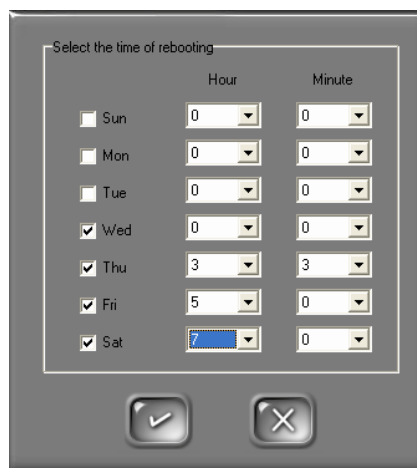 Select the time of rebooting
Hour Minute
Sun 0 0
Mon 0 0
Tue 0 0
Wed 0 0
Thu 3 3
Fri 5 0
Sat 7 0